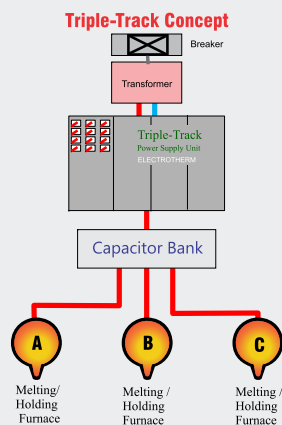 Triple-Track Concept
Breaker
Transformer
Triple-Track
Power Supply Unit
ELECTROTHERM
Capacitor Bank
A
B
C
Melting/
Holding
Furnace
Melting /
Holding
Furnace
Melting /
Holding
Furnace